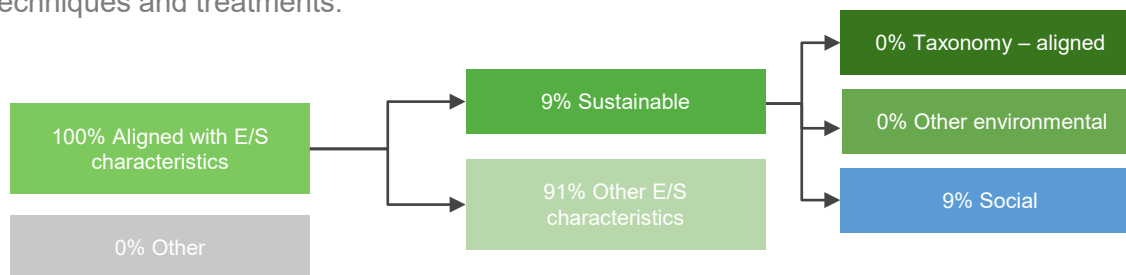 techniques and treatments.
100% Aligned with E/S
characteristics
0% Other
9% Sustainable
91% Other E/S
characteristics
0% Taxonomy – aligned
0% Other environmental
9% Social